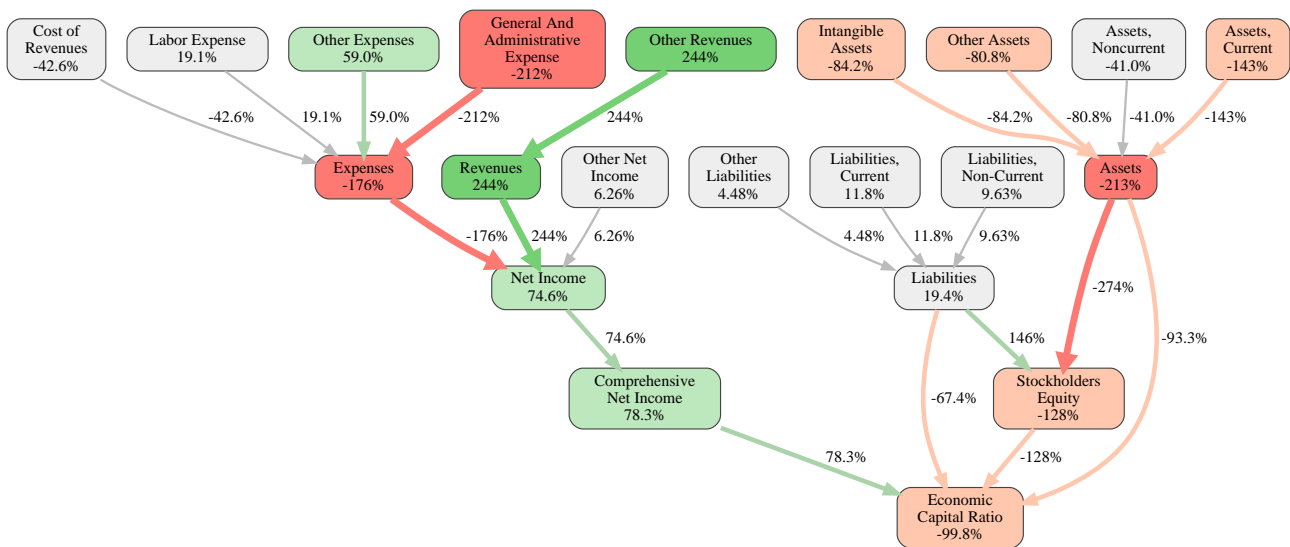 Cost of
Revenues
-42.6%
Labor Expense
19.1%
Other Expenses
59.0%
General And
Administrative
Expense
-212%
Other Revenues
244%
Intangible
Assets
-84.2%
Other Assets
-80.8%
Assets,
Noncurrent
-41.0%
Assets,
Current
-143%
-42.6%
19.1%
59.0%
-212%
244%
-84.2%
-80.8%
-41.0%
-143%
Expenses
-176%
Revenues
244%
Other Net
Income
6.26%
Other
Liabilities
4.48%
Liabilities,
Current
11.8%
Liabilities,
Non-Current
9.63%
Assets
-213%
-176%
244%
6.26%
4.48%
11.8%
9.63%
Net Income
74.6%
Liabilities
19.4%
-274%
74.6%
146%
-93.3%
Comprehensive
Net Income
78.3%
-67.4%
Stockholders
Equity
-128%
78.3%
-128%
Economic
Capital Ratio
-99.8%